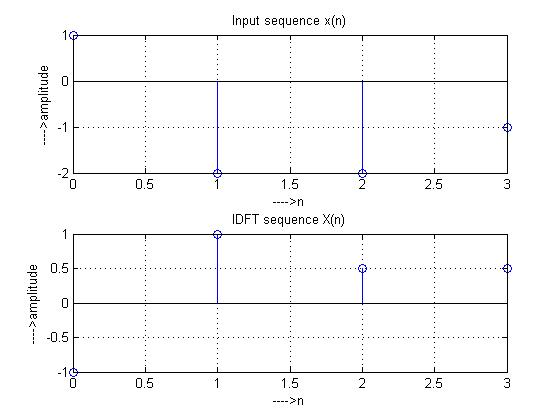 Input sequence x(n)
1
0
-1
-2
---->amplitude
0 0.5 1 1.5 2 2.5 3
---->n
IDFT sequence X(n)
1
0.5
0
-0.5
-1
---->amplitude
0 0.5 1 1.5 2 2.5 3
---->n